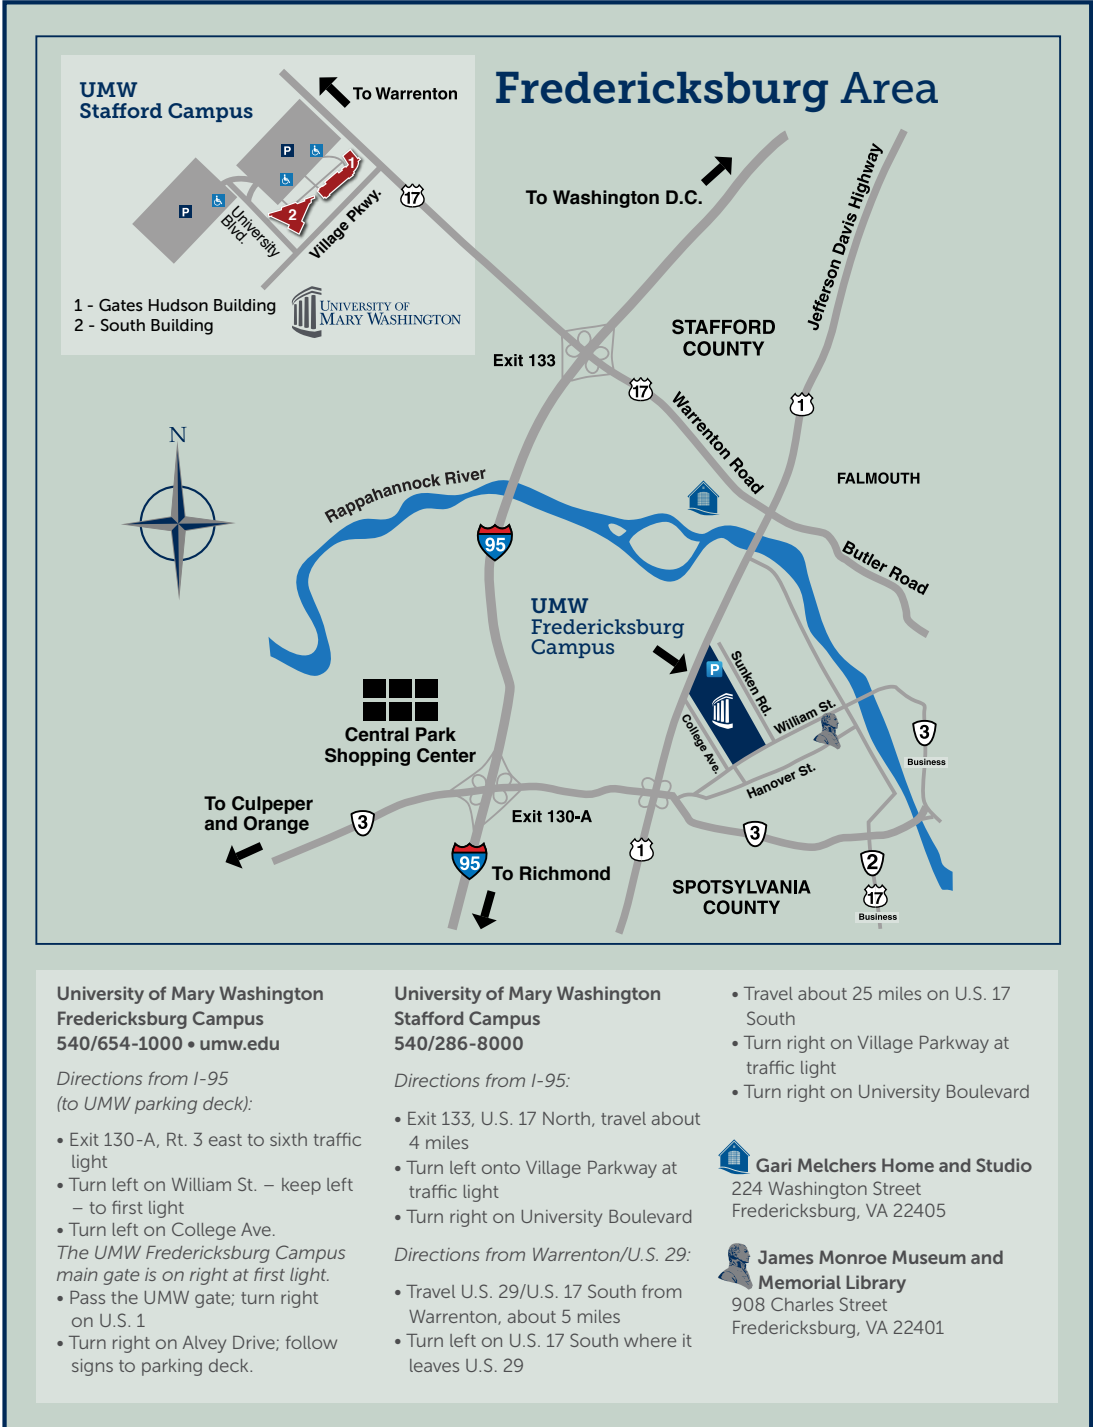 UMW
Stafford Campus
To Warrenton
Fredericksburg Area
P
1
P
2
University
Blvd.
Village Pkwy.
17
1 - Gates Hudson Building
2 - South Building
UNIVERSITY OF
MARY WASHINGTON
To Washington D.C.
Jefferson Davis Highway
STAFFORD
COUNTY
Exit 133
17
1
Warrenton Road
FALMOUTH
N
Rappahannock River
95
Butler Road
UMW
Fredericksburg
Campus
P
Sunken Rd.
College Ave.
William St.
Hanover St.
3
Business
Central Park
Shopping Center
To Culpeper
and Orange
3
Exit 130-A
3
1
95
To Richmond
2
17
Business
SPOTSYLVANIA
COUNTY
University of Mary Washington
Fredericksburg Campus
540/654-1000 • umw.edu
Directions from I-95
(to UMW parking deck):
• Exit 130-A, Rt. 3 east to sixth traffic
light
• Turn left on William St. – keep left
– to first light
• Turn left on College Ave.
The UMW Fredericksburg Campus
main gate is on right at first light.
• Pass the UMW gate; turn right
on U.S. 1
• Turn right on Alvey Drive; follow
signs to parking deck.
University of Mary Washington
Stafford Campus
540/286-8000
Directions from I-95:
• Exit 133, U.S. 17 North, travel about
4 miles
• Turn left onto Village Parkway at
traffic light
• Turn right on University Boulevard
Directions from Warrenton/U.S. 29:
• Travel U.S. 29/U.S. 17 South from
Warrenton, about 5 miles
• Turn left on U.S. 17 South where it
leaves U.S. 29
• Travel about 25 miles on U.S. 17
South
• Turn right on Village Parkway at
traffic light
• Turn right on University Boulevard
Gari Melchers Home and Studio
224 Washington Street
Fredericksburg, VA 22405
James Monroe Museum and
Memorial Library
908 Charles Street
Fredericksburg, VA 22401